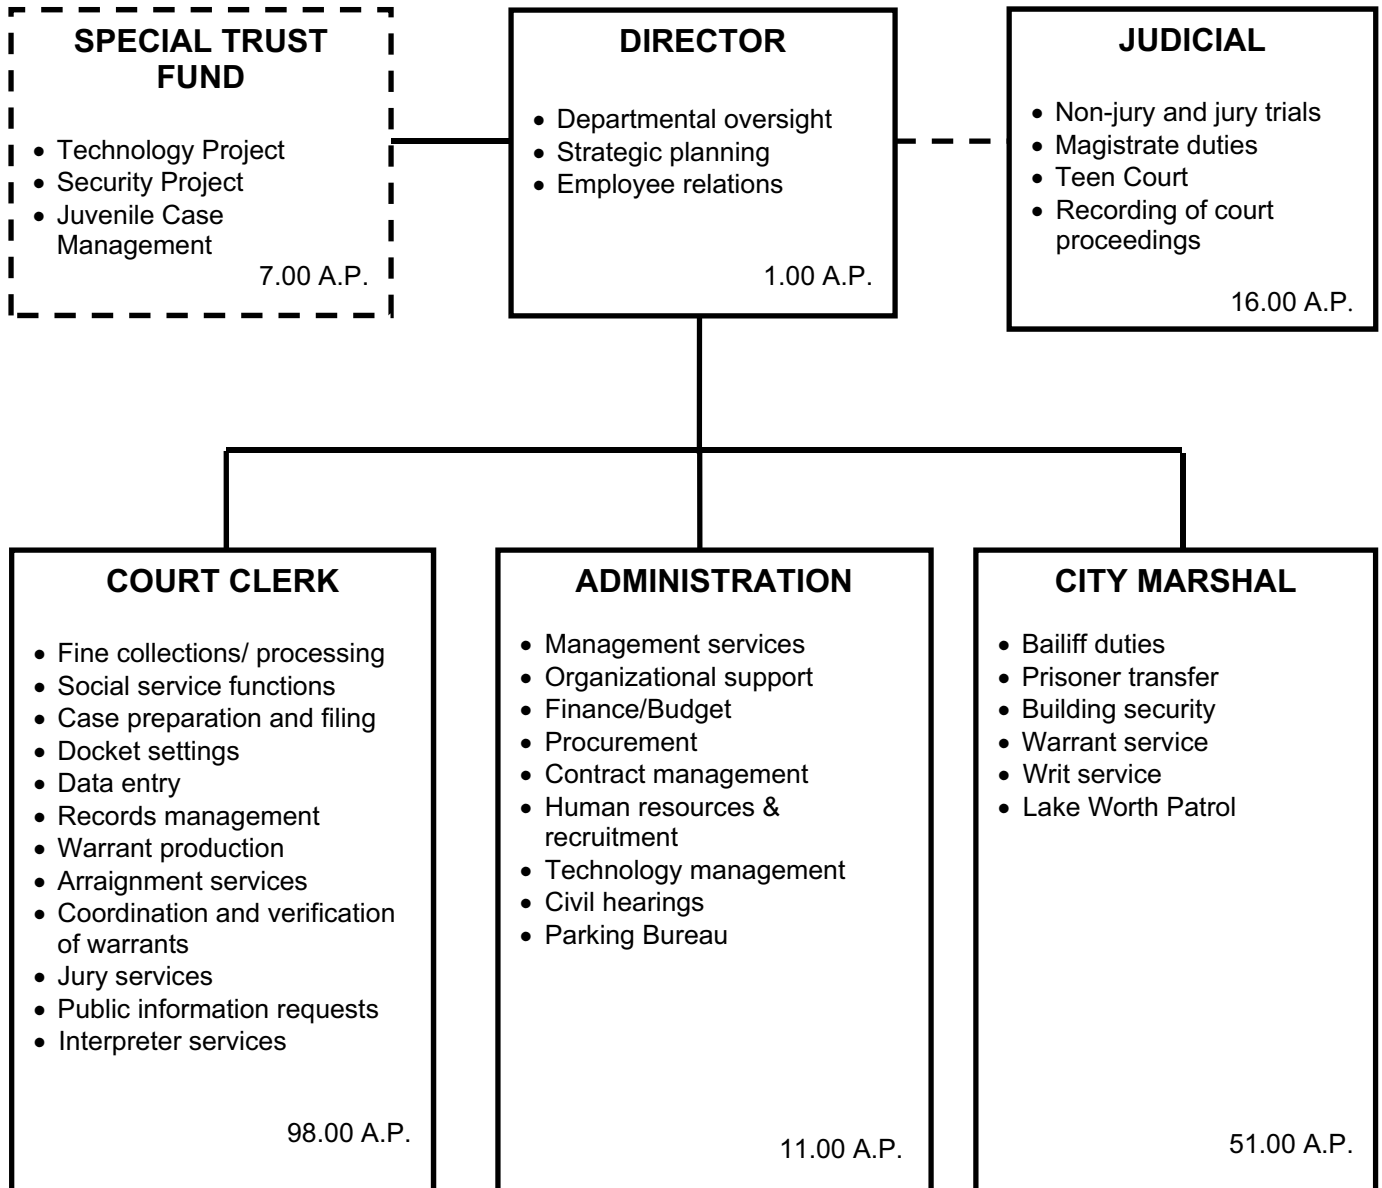 SPECIAL TRUST
FUND
• Technology Project
• Security Project
• Juvenile Case
Management
7.00 A.P.
DIRECTOR
• Departmental oversight
• Strategic planning
• Employee relations
1.00 A.P.
JUDICIAL
• Non-jury and jury trials
• Magistrate duties
• Teen Court
• Recording of court
proceedings
16.00 A.P.
COURT CLERK
• Fine collections/ processing
• Social service functions
• Case preparation and filing
• Docket settings
• Data entry
• Records management
• Warrant production
• Arraignment services
• Coordination and verification
of warrants
• Jury services
• Public information requests
• Interpreter services
98.00 A.P.
ADMINISTRATION
• Management services
• Organizational support
• Finance/Budget
• Procurement
• Contract management
• Human resources &
recruitment
• Technology management
• Civil hearings
• Parking Bureau
11.00 A.P.
CITY MARSHAL
• Bailiff duties
• Prisoner transfer
• Building security
• Warrant service
• Writ service
• Lake Worth Patrol
51.00 A.P.